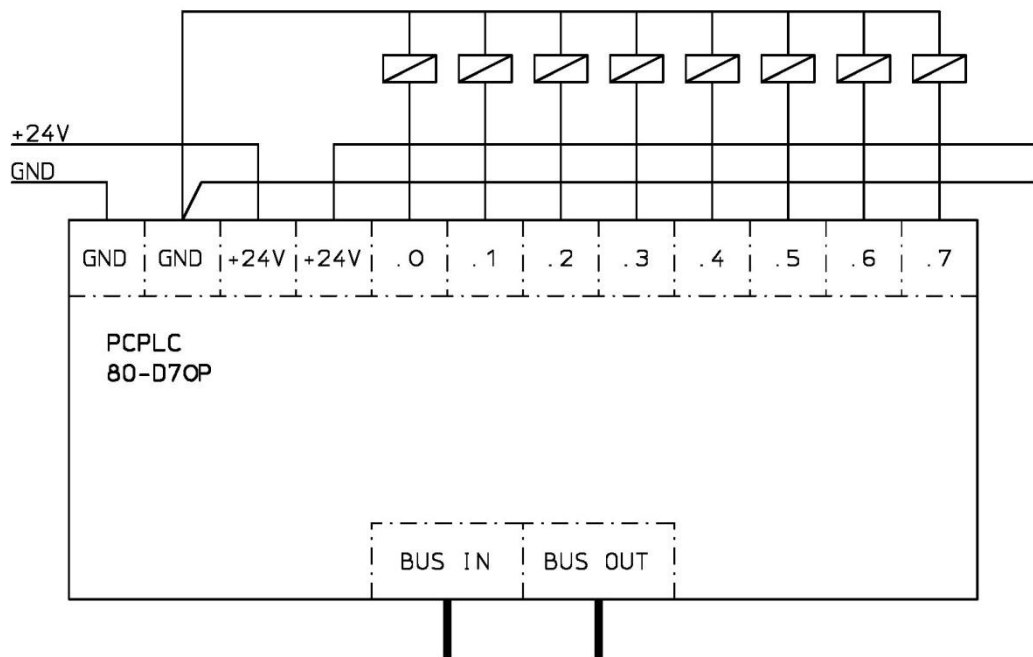 +24V
GND
GND GND +24V +24V .0 .1 .2 .3 .4 .5 .6 .7
PCPLC
80-D70P
BUS IN BUS OUT